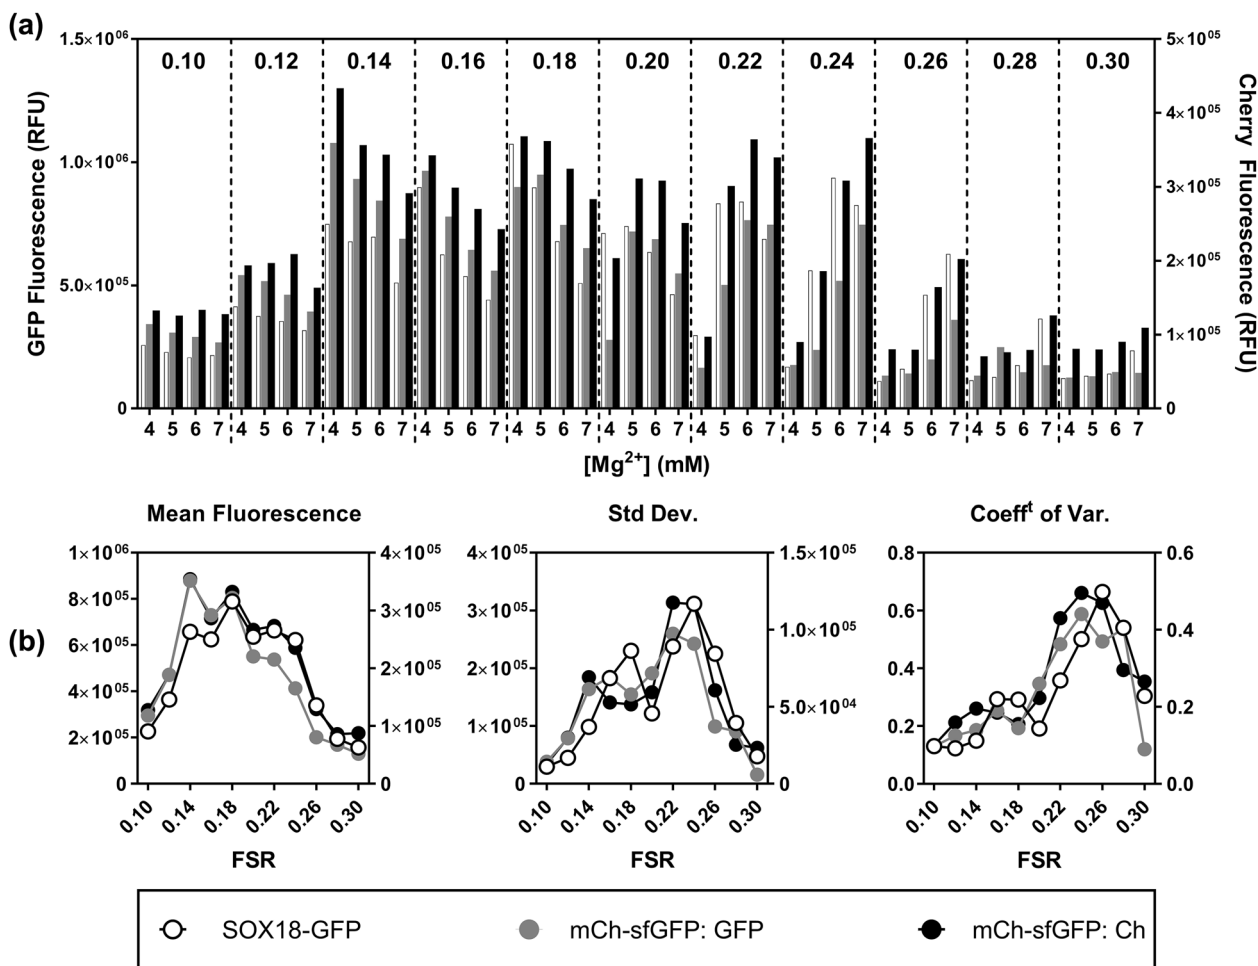 (a)
1.5×10⁰⁶
1.0×10⁰⁶
5.0×10⁰⁵
0
GFP Fluorescence (RFU)
0.10 0.12 0.14 0.16 0.18 0.20 0.22 0.24 0.26 0.28 0.30
5×10⁰⁵
4×10⁰⁵
3×10⁰⁵
2×10⁰⁵
1×10⁰⁵
0
Cherry Fluorescence (RFU)
4 5 6 7 4 5 6 7 4 5 6 7 4 5 6 7 4 5 6 7 4 5 6 7 4 5 6 7 4 5 6 7 4 5 6 7 4 5 6 7 4 5 6 7
[Mg²⁺] (mM)
(b)
Mean Fluorescence
1×10⁰⁶
8×10⁰⁵
6×10⁰⁵
4×10⁰⁵
2×10⁰⁵
0
4×10⁰⁵
3×10⁰⁵
2×10⁰⁵
1×10⁰⁵
0
0.10 0.14 0.18 0.22 0.26 0.30
FSR
Std Dev.
4×10⁰⁵
3×10⁰⁵
2×10⁰⁵
1×10⁰⁵
0
1.5×10⁰⁵
1.0×10⁰⁵
5.0×10⁰⁴
0
0.10 0.14 0.18 0.22 0.26 0.30
FSR
Coeffᵗ of Var.
0.8
0.6
0.4
0.2
0.0
0.6
0.4
0.2
0.0
0.10 0.14 0.18 0.22 0.26 0.30
FSR
SOX18-GFP mCh-sfGFP: GFP mCh-sfGFP: Ch